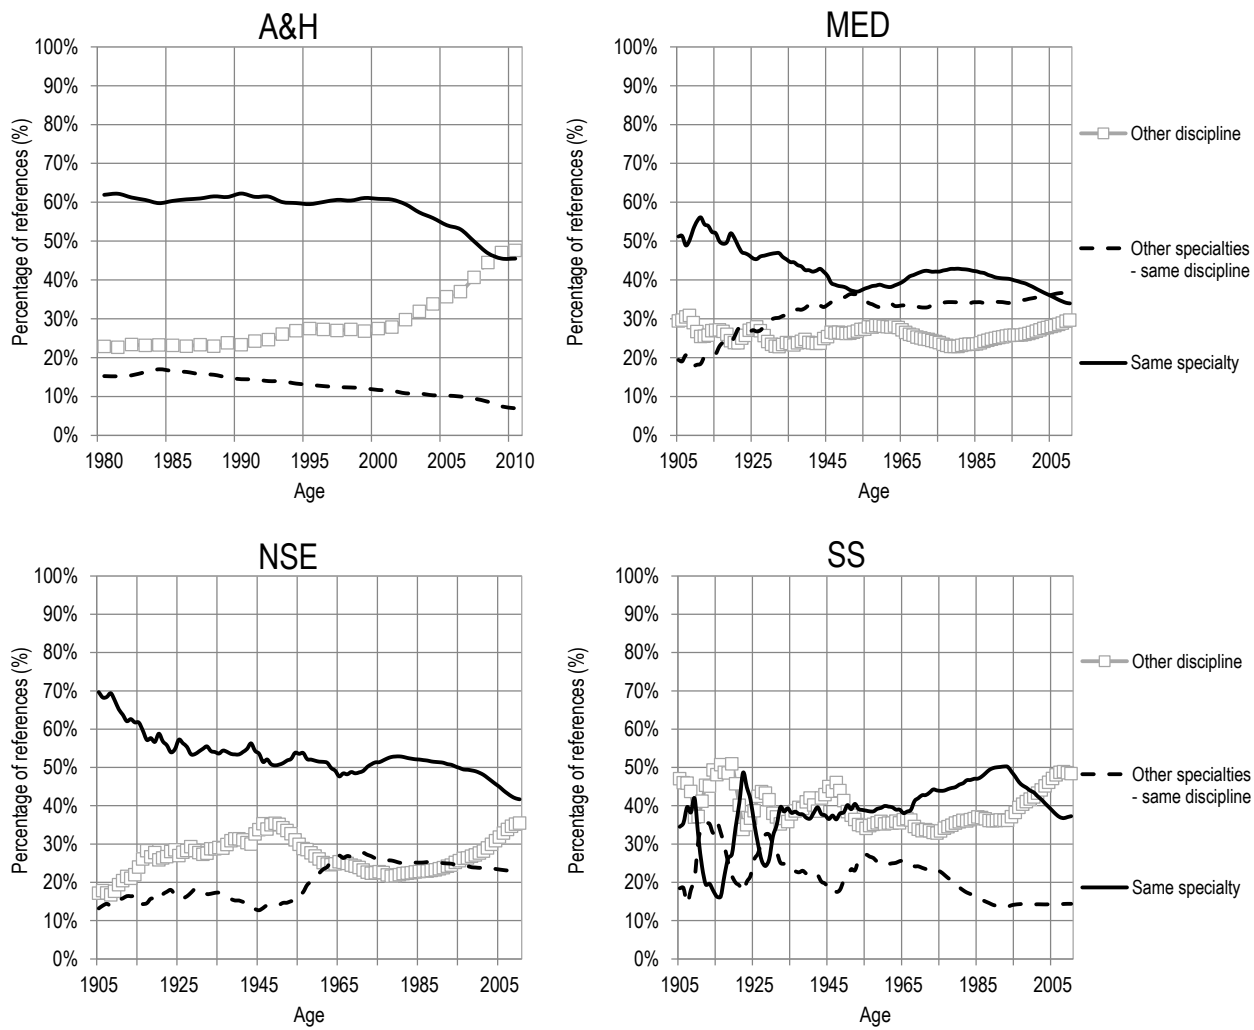 A&H
Percentage of references (%)
100%
90%
80%
70%
60%
50%
40%
30%
20%
10%
0%
1980 1985 1990 1995 2000 2005 2010
Age
MED
Percentage of references (%)
100%
90%
80%
70%
60%
50%
40%
30%
20%
10%
0%
1905 1925 1945 1965 1985 2005
Age
Other discipline
Other specialties
- same discipline
Same specialty
NSE
Percentage of references (%)
100%
90%
80%
70%
60%
50%
40%
30%
20%
10%
0%
1905 1925 1945 1965 1985 2005
Age
SS
Percentage of references (%)
100%
90%
80%
70%
60%
50%
40%
30%
20%
10%
0%
1905 1925 1945 1965 1985 2005
Age
Other discipline
Other specialties
- same discipline
Same specialty